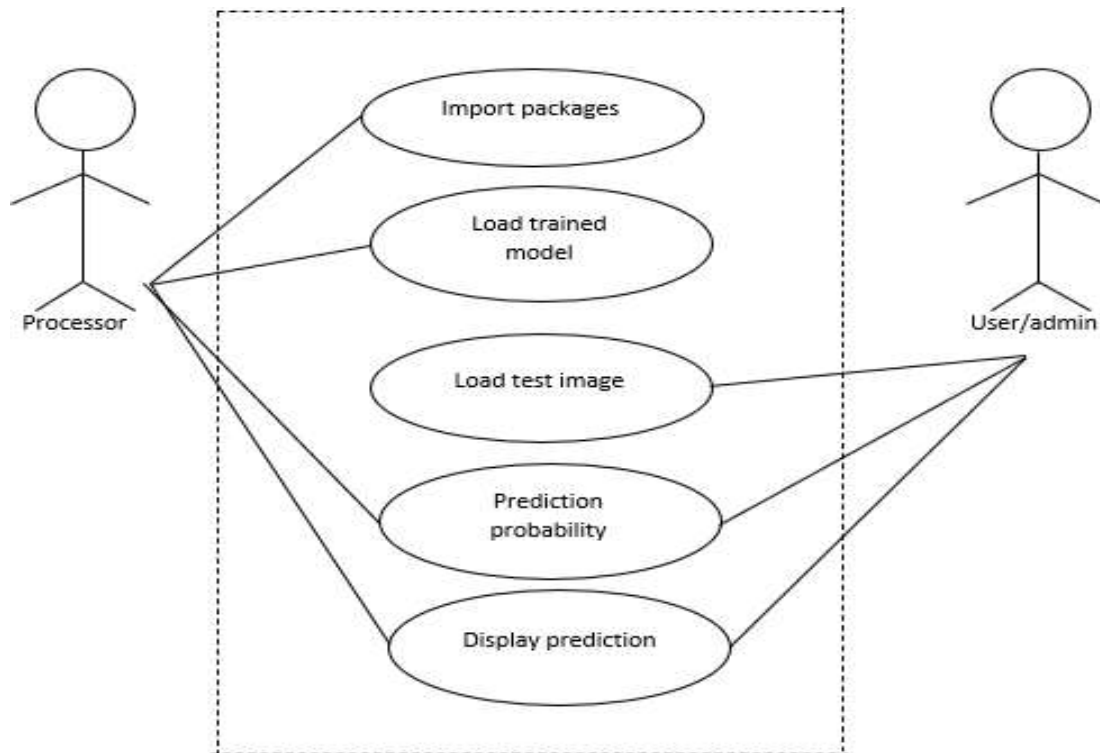 Import packages
Load trained
model
Processor
User/admin
Load test image
Prediction
probability
Display prediction